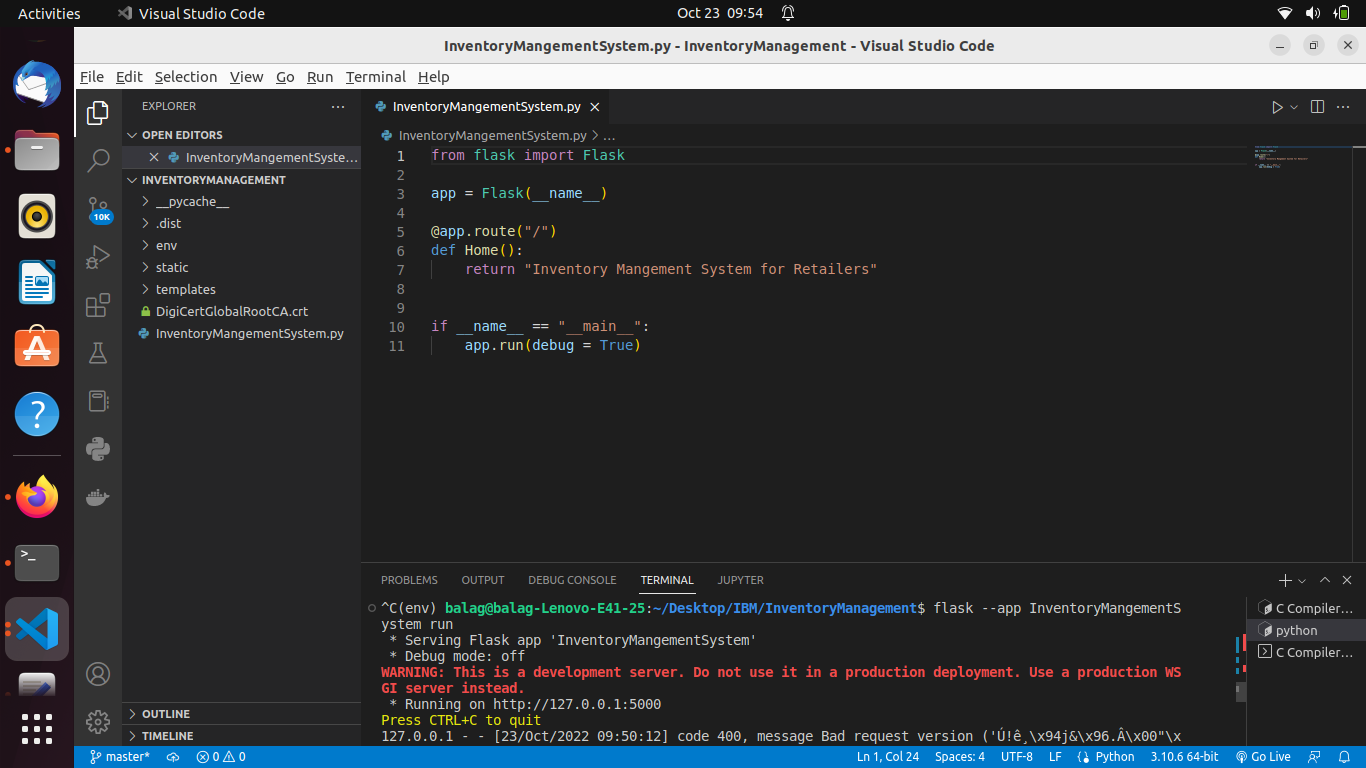 Activities
Visual Studio Code
Oct 23 09:54
InventoryMangementSystem.py - InventoryManagement - Visual Studio Code
File Edit Selection View Go Run Terminal Help
EXPLORER
OPEN EDITORS
InventoryMangementSyste...
INVENTORYMANAGEMENT
__pycache__
.dist
env
static
templates
DigiCertGlobalRootCA.crt
InventoryMangementSystem.py
OUTLINE
TIMELINE
10K
InventoryMangementSystem.py
InventoryMangementSystem.py > ...
1 from flask import Flask
2
3 app = Flask(__name__)
4
5 @app.route("/")
6 def Home():
7 return "Inventory Mangement System for Retailers"
8
9
10 if __name__ == "__main__":
11 app.run(debug = True)
PROBLEMS OUTPUT DEBUG CONSOLE TERMINAL JUPYTER
^C(env) balag@balag-Lenovo-E41-25:~/Desktop/IBM/InventoryManagement$ flask --app InventoryMangementS
ystem run
* Serving Flask app 'InventoryMangementSystem'
* Debug mode: off
WARNING: This is a development server. Do not use it in a production deployment. Use a production WS
GI server instead.
* Running on http://127.0.0.1:5000
Press CTRL+C to quit
127.0.0.1 - - [23/Oct/2022 09:50:12] code 400, message Bad request version ('Ú!ê¸\x94j&\x96.Â\x00"\x
C Compiler...
python
C Compiler...
master* 0 0 Ln 1, Col 24 Spaces: 4 UTF-8 LF Python 3.10.6 64-bit Go Live